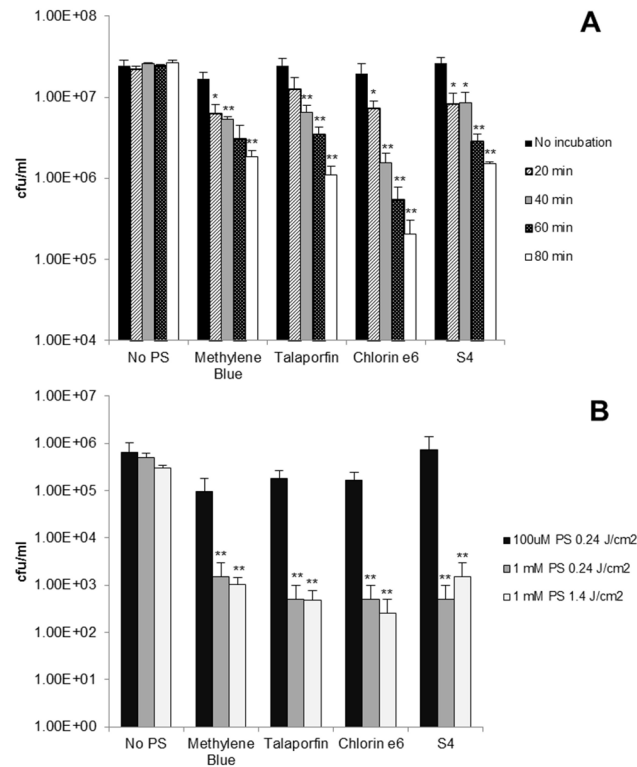 A
1.00E+08
1.00E+07
1.00E+06
1.00E+05
1.00E+04
cfu/ml
* ** **
** ** **
* ** ** **
* * ** **
No PS Methylene Blue Talaporfin Chlorin e6 S4
No incubation
20 min
40 min
60 min
80 min
B
1.00E+07
1.00E+06
1.00E+05
1.00E+04
1.00E+03
1.00E+02
1.00E+01
1.00E+00
cfu/ml
** **
** **
** **
** **
No PS Methylene Blue Talaporfin Chlorin e6 S4
100uM PS 0.24 J/cm2
1 mM PS 0.24 J/cm2
1 mM PS 1.4 J/cm2